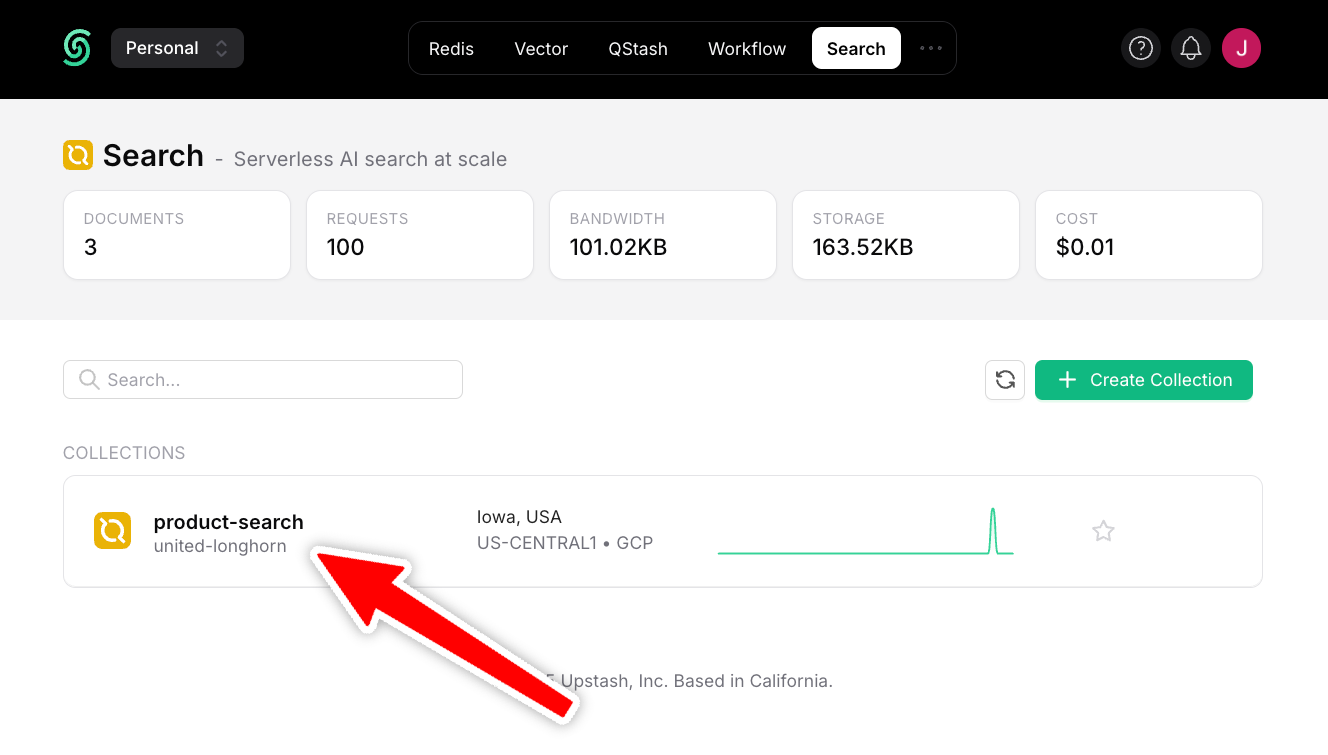 Personal
Redis
Vector
QStash
Workflow
Search
J
Search - Serverless AI search at scale
DOCUMENTS
3
REQUESTS
100
BANDWIDTH
101.02KB
STORAGE
163.52KB
COST
$0.01
Search...
Create Collection
COLLECTIONS
product-search
united-longhorn
Iowa, USA
US-CENTRAL1 • GCP
Upstash, Inc. Based in California.